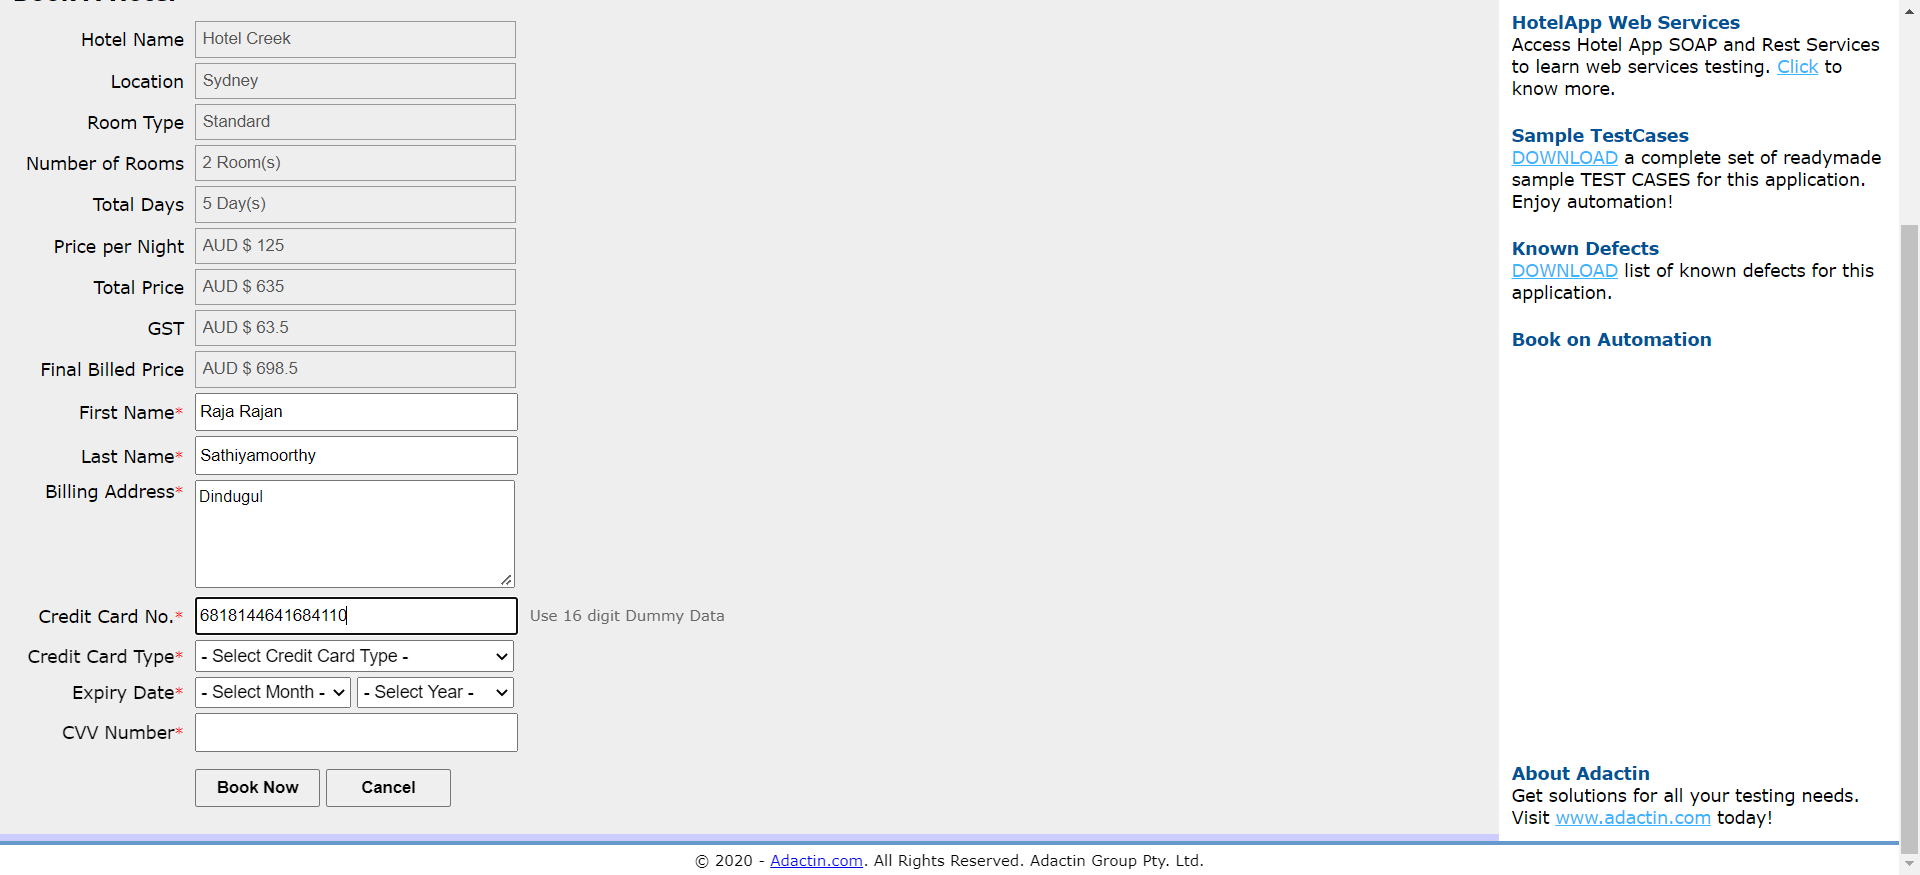 Book A Hotel
Hotel Name Hotel Creek
Location Sydney
Room Type Standard
Number of Rooms 2 Room(s)
Total Days 5 Day(s)
Price per Night AUD $ 125
Total Price AUD $ 635
GST AUD $ 63.5
Final Billed Price AUD $ 698.5
First Name* Raja Rajan
Last Name* Sathiyamoorthy
Billing Address* Dindugul
Credit Card No.* 6818144641684110 Use 16 digit Dummy Data
Credit Card Type* - Select Credit Card Type -
Expiry Date* - Select Month - - Select Year -
CVV Number*
Book Now Cancel
HotelApp Web Services
Access Hotel App SOAP and Rest Services
to learn web services testing. Click to
know more.
Sample TestCases
DOWNLOAD a complete set of readymade
sample TEST CASES for this application.
Enjoy automation!
Known Defects
DOWNLOAD list of known defects for this
application.
Book on Automation
About Adactin
Get solutions for all your testing needs.
Visit www.adactin.com today!
© 2020 - Adactin.com. All Rights Reserved. Adactin Group Pty. Ltd.